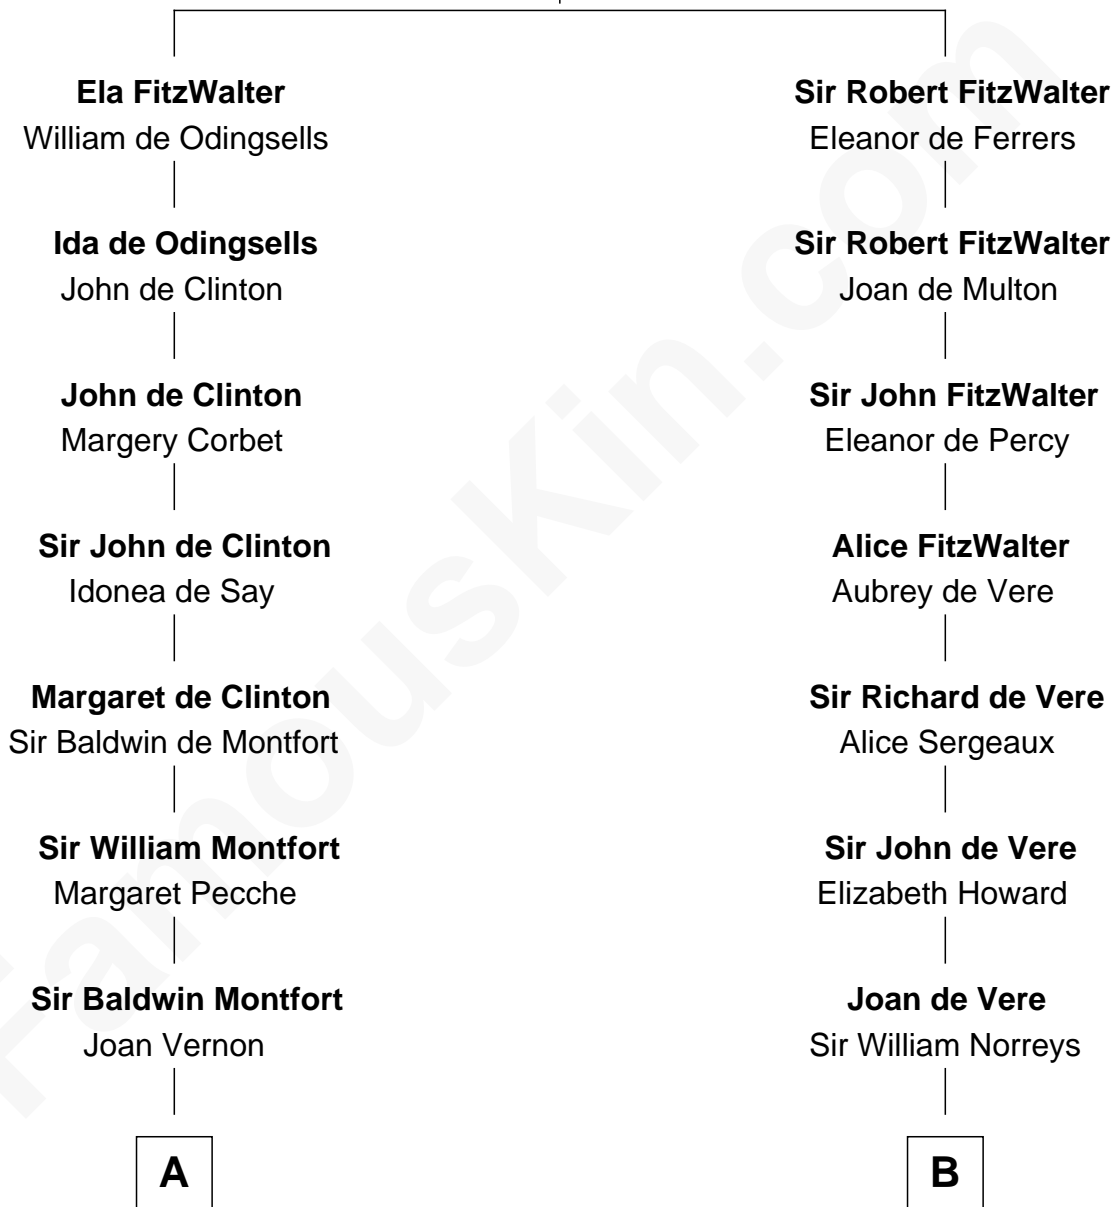 Ela FitzWalter
William de Odingsells
Ida de Odingsells
John de Clinton
John de Clinton
Margery Corbet
Sir John de Clinton
Idonea de Say
Margaret de Clinton
Sir Baldwin de Montfort
Sir William Montfort
Margaret Pecche
Sir Baldwin Montfort
Joan Vernon
A
Sir Robert FitzWalter
Eleanor de Ferrers
Sir Robert FitzWalter
Joan de Multon
Sir John FitzWalter
Eleanor de Percy
Alice FitzWalter
Aubrey de Vere
Sir Richard de Vere
Alice Sergeaux
Sir John de Vere
Elizabeth Howard
Joan de Vere
Sir William Norreys
B
FamousKin.com